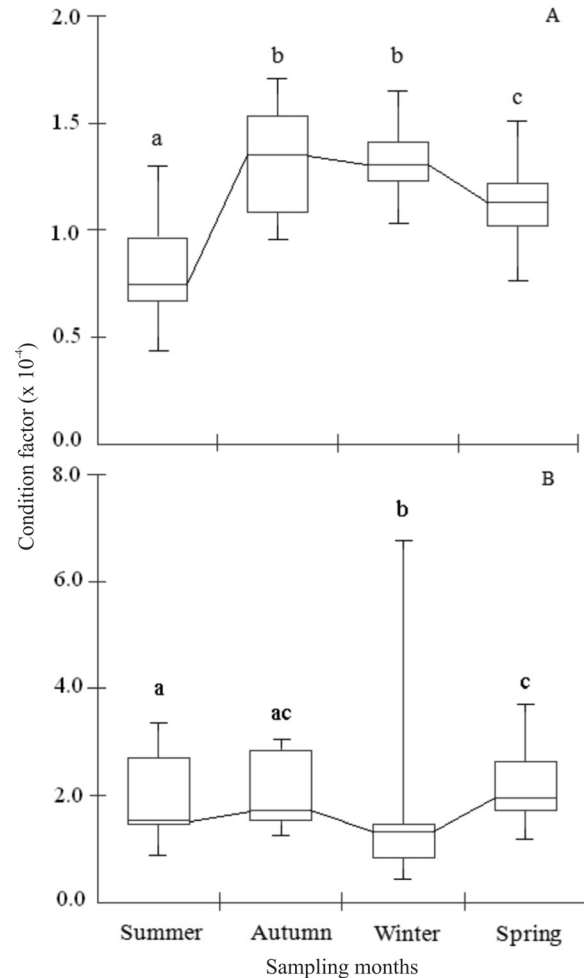 A
2.0
b
b
c
1.5
a
1.0
0.5
0.0
Condition factor (x 10⁻⁴)
B
8.0
b
6.0
a
ac
c
4.0
2.0
0.0
Summer Autumn Winter Spring
Sampling months